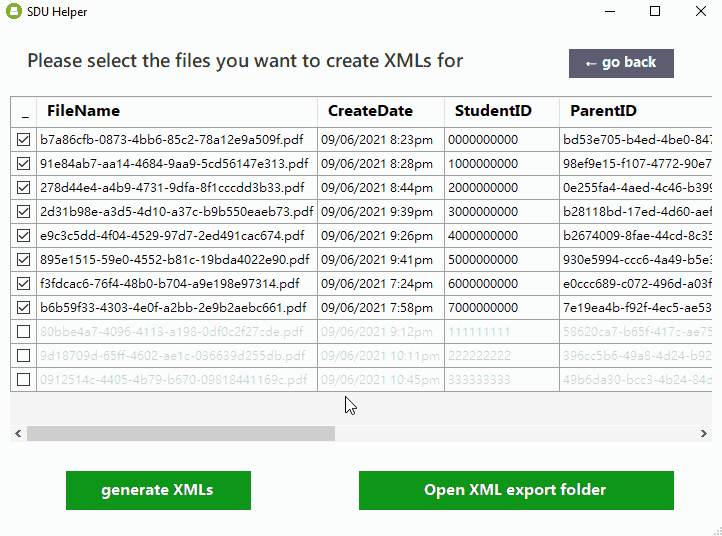 SDU Helper
Please select the files you want to create XMLs for
← go back
_ FileName CreateDate StudentID ParentID
b7a86cfb-0873-4bb6-85c2-78a12e9a509f.pdf 09/06/2021 8:23pm 0000000000 bd53e705-b4ed-4be0-847
91e84ab7-aa14-4684-9aa9-5cd56147e313.pdf 09/06/2021 8:28pm 1000000000 98ef9e15-f107-4772-90e7
278d44e4-a4b9-4731-9dfa-8f1cccdd3b33.pdf 09/06/2021 8:44pm 2000000000 0e255fa4-4aed-4c46-b399
2d31b98e-a3d5-4d10-a37c-b9b550eaeb73.pdf 09/06/2021 9:39pm 3000000000 b28118bd-17ed-4d60-aef
e9c3c5dd-4f04-4529-97d7-2ed491cac674.pdf 09/06/2021 9:26pm 4000000000 b2674009-8fae-44cd-8c35
895e1515-59e0-4552-b81c-19bda4022e90.pdf 09/06/2021 9:41pm 5000000000 930e5994-ccc6-4a49-b5e3
f3fdcac6-76f4-48b0-b704-a9e198e97314.pdf 09/06/2021 7:24pm 6000000000 e0ccc689-c072-496d-a03f
b6b59f33-4303-4e0f-a2bb-2e9b2aebc661.pdf 09/06/2021 7:58pm 7000000000 7e19ea4b-f92f-4ec5-ae53
80bbe4a7-4096-4113-a198-0df0c2f27cde.pdf 09/06/2021 9:12pm 111111111 58620ca7-b65f-417c-ae75
9d18709d-65ff-4602-ae1c-036639d255db.pdf 09/06/2021 10:11pm 222222222 396cc5b6-49a8-4d24-b92
0912514c-4405-4b79-b670-09818441169c.pdf 09/06/2021 10:45pm 333333333 49b6da30-bcc3-4b24-84d
generate XMLs Open XML export folder